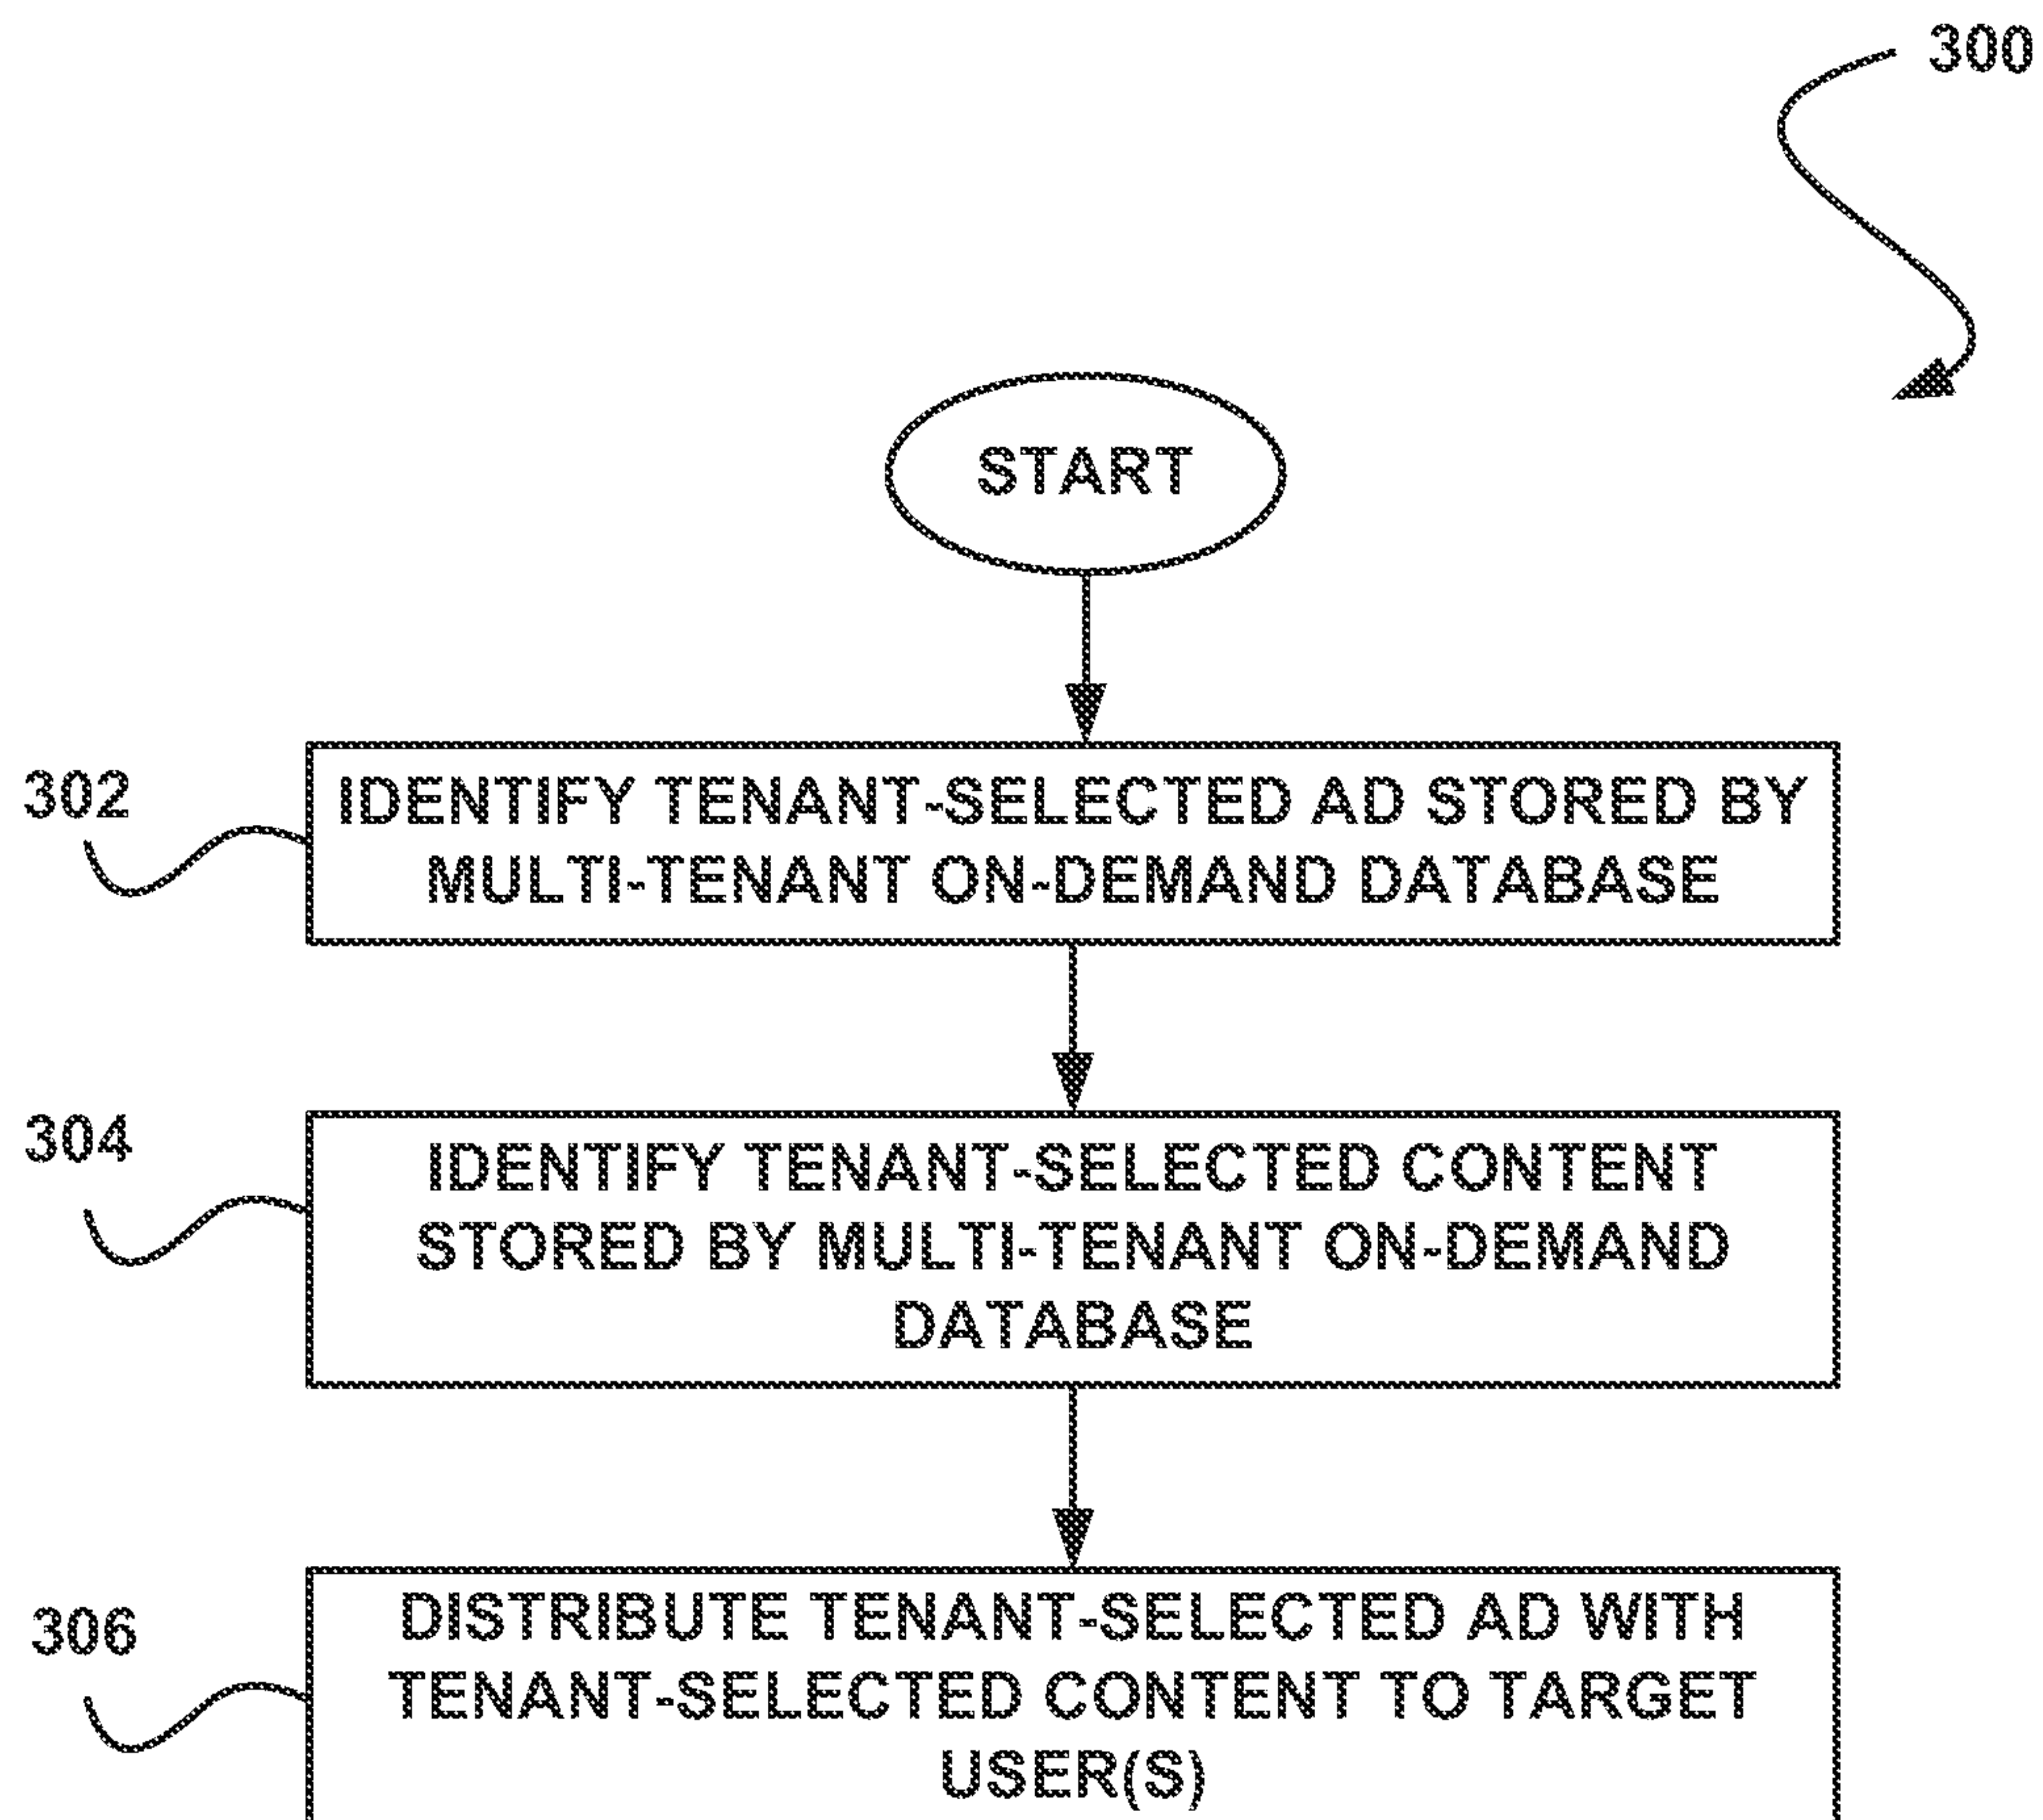 300
START
302
IDENTIFY TENANT-SELECTED AD STORED BY
MULTI-TENANT ON-DEMAND DATABASE
304
IDENTIFY TENANT-SELECTED CONTENT
STORED BY MULTI-TENANT ON-DEMAND
DATABASE
306
DISTRIBUTE TENANT-SELECTED AD WITH
TENANT-SELECTED CONTENT TO TARGET
USER(S)